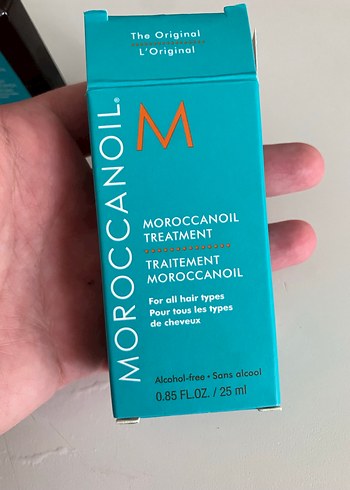 The Original
L'Original
MOROCCANOIL®
M
MOROCCANOIL
TREATMENT
TRAITEMENT
MOROCCANOIL
For all hair types
Pour tous les types
de cheveux
Alcohol-free • Sans alcool
0.85 FL.OZ. / 25 ml